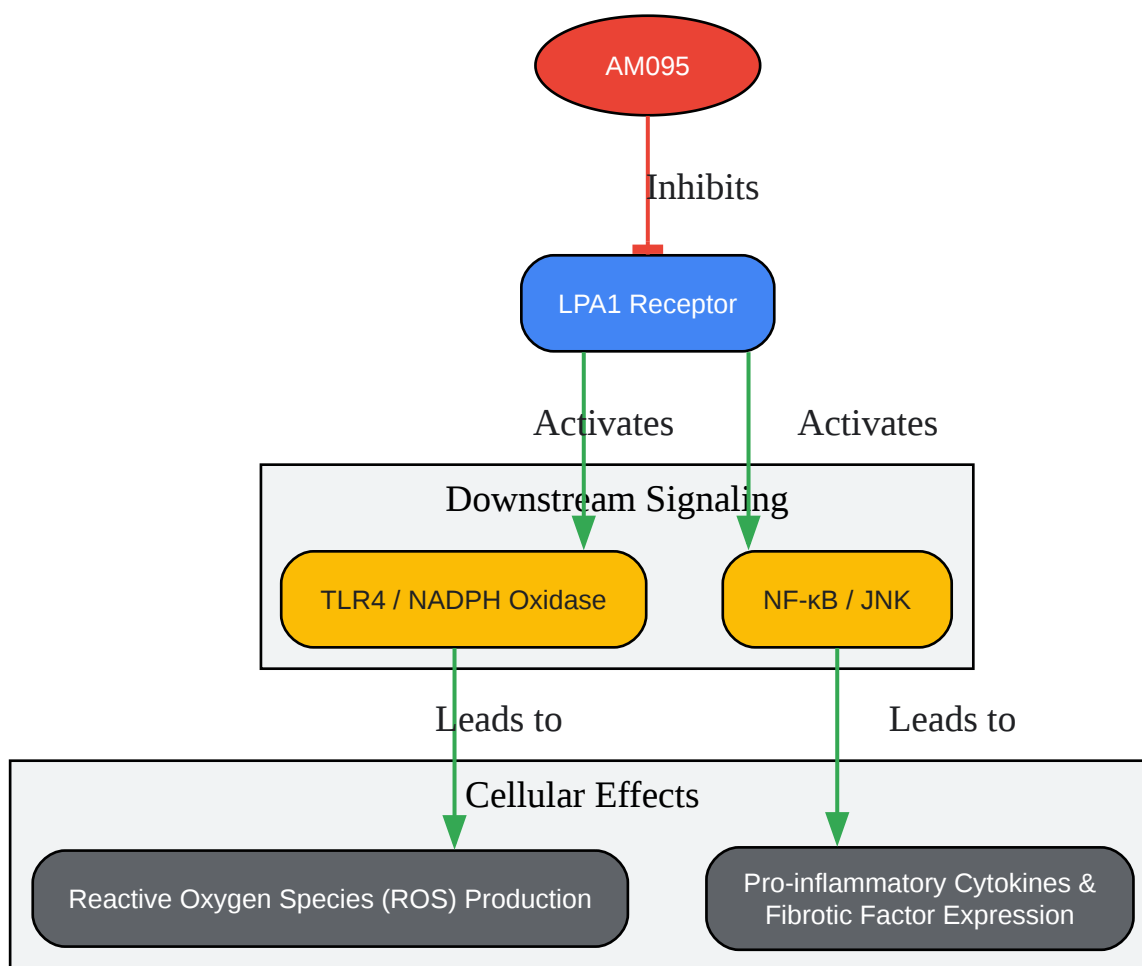 AM095
Inhibits
LPA1 Receptor
Activates
Activates
Downstream Signaling
TLR4 / NADPH Oxidase
NF-κB / JNK
Leads to
Leads to
Cellular Effects
Reactive Oxygen Species (ROS) Production
Pro-inflammatory Cytokines &
Fibrotic Factor Expression